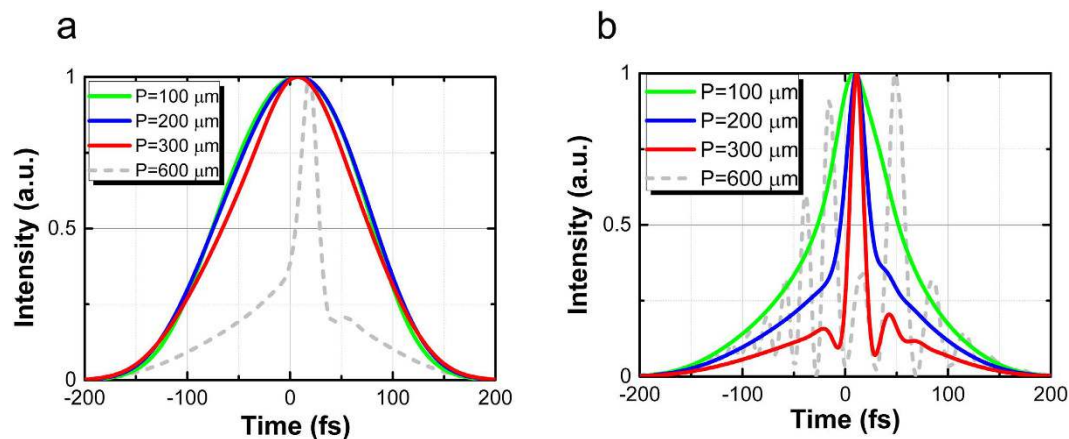 a
Intensity (a.u.)
1
0.5
0
P=100 μm
P=200 μm
P=300 μm
P=600 μm
-200
-100
0
100
200
Time (fs)
b
Intensity (a.u.)
1
0.5
0
P=100 μm
P=200 μm
P=300 μm
P=600 μm
-200
-100
0
100
200
Time (fs)